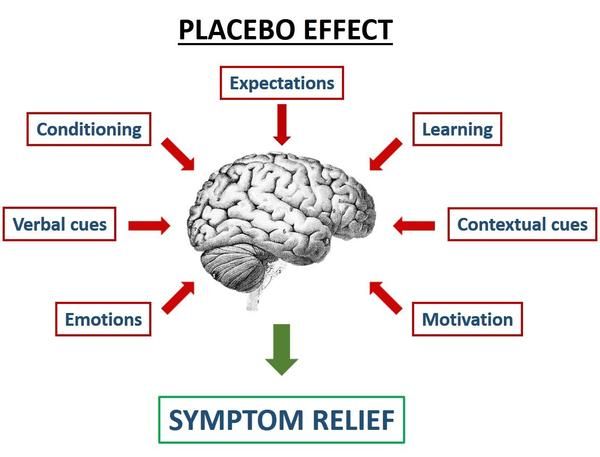 PLACEBO EFFECT
Expectations
Conditioning
Learning
Verbal cues
Contextual cues
Emotions
Motivation
SYMPTOM RELIEF